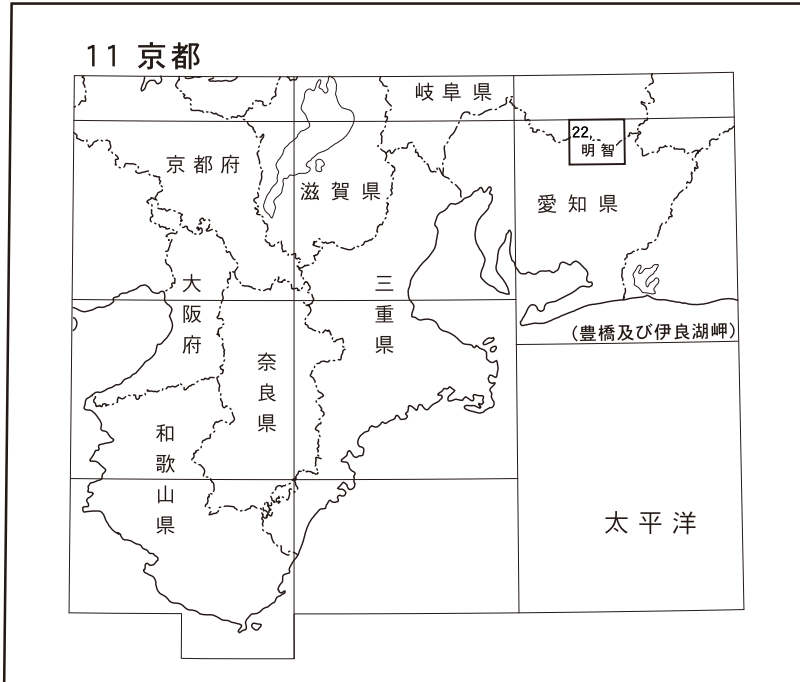 11 京都
岐阜県
22,
明智
京都府
滋賀県
愛知県
大阪府
三重県
(豊橋及び伊良湖岬)
奈良県
和歌山県
太平洋